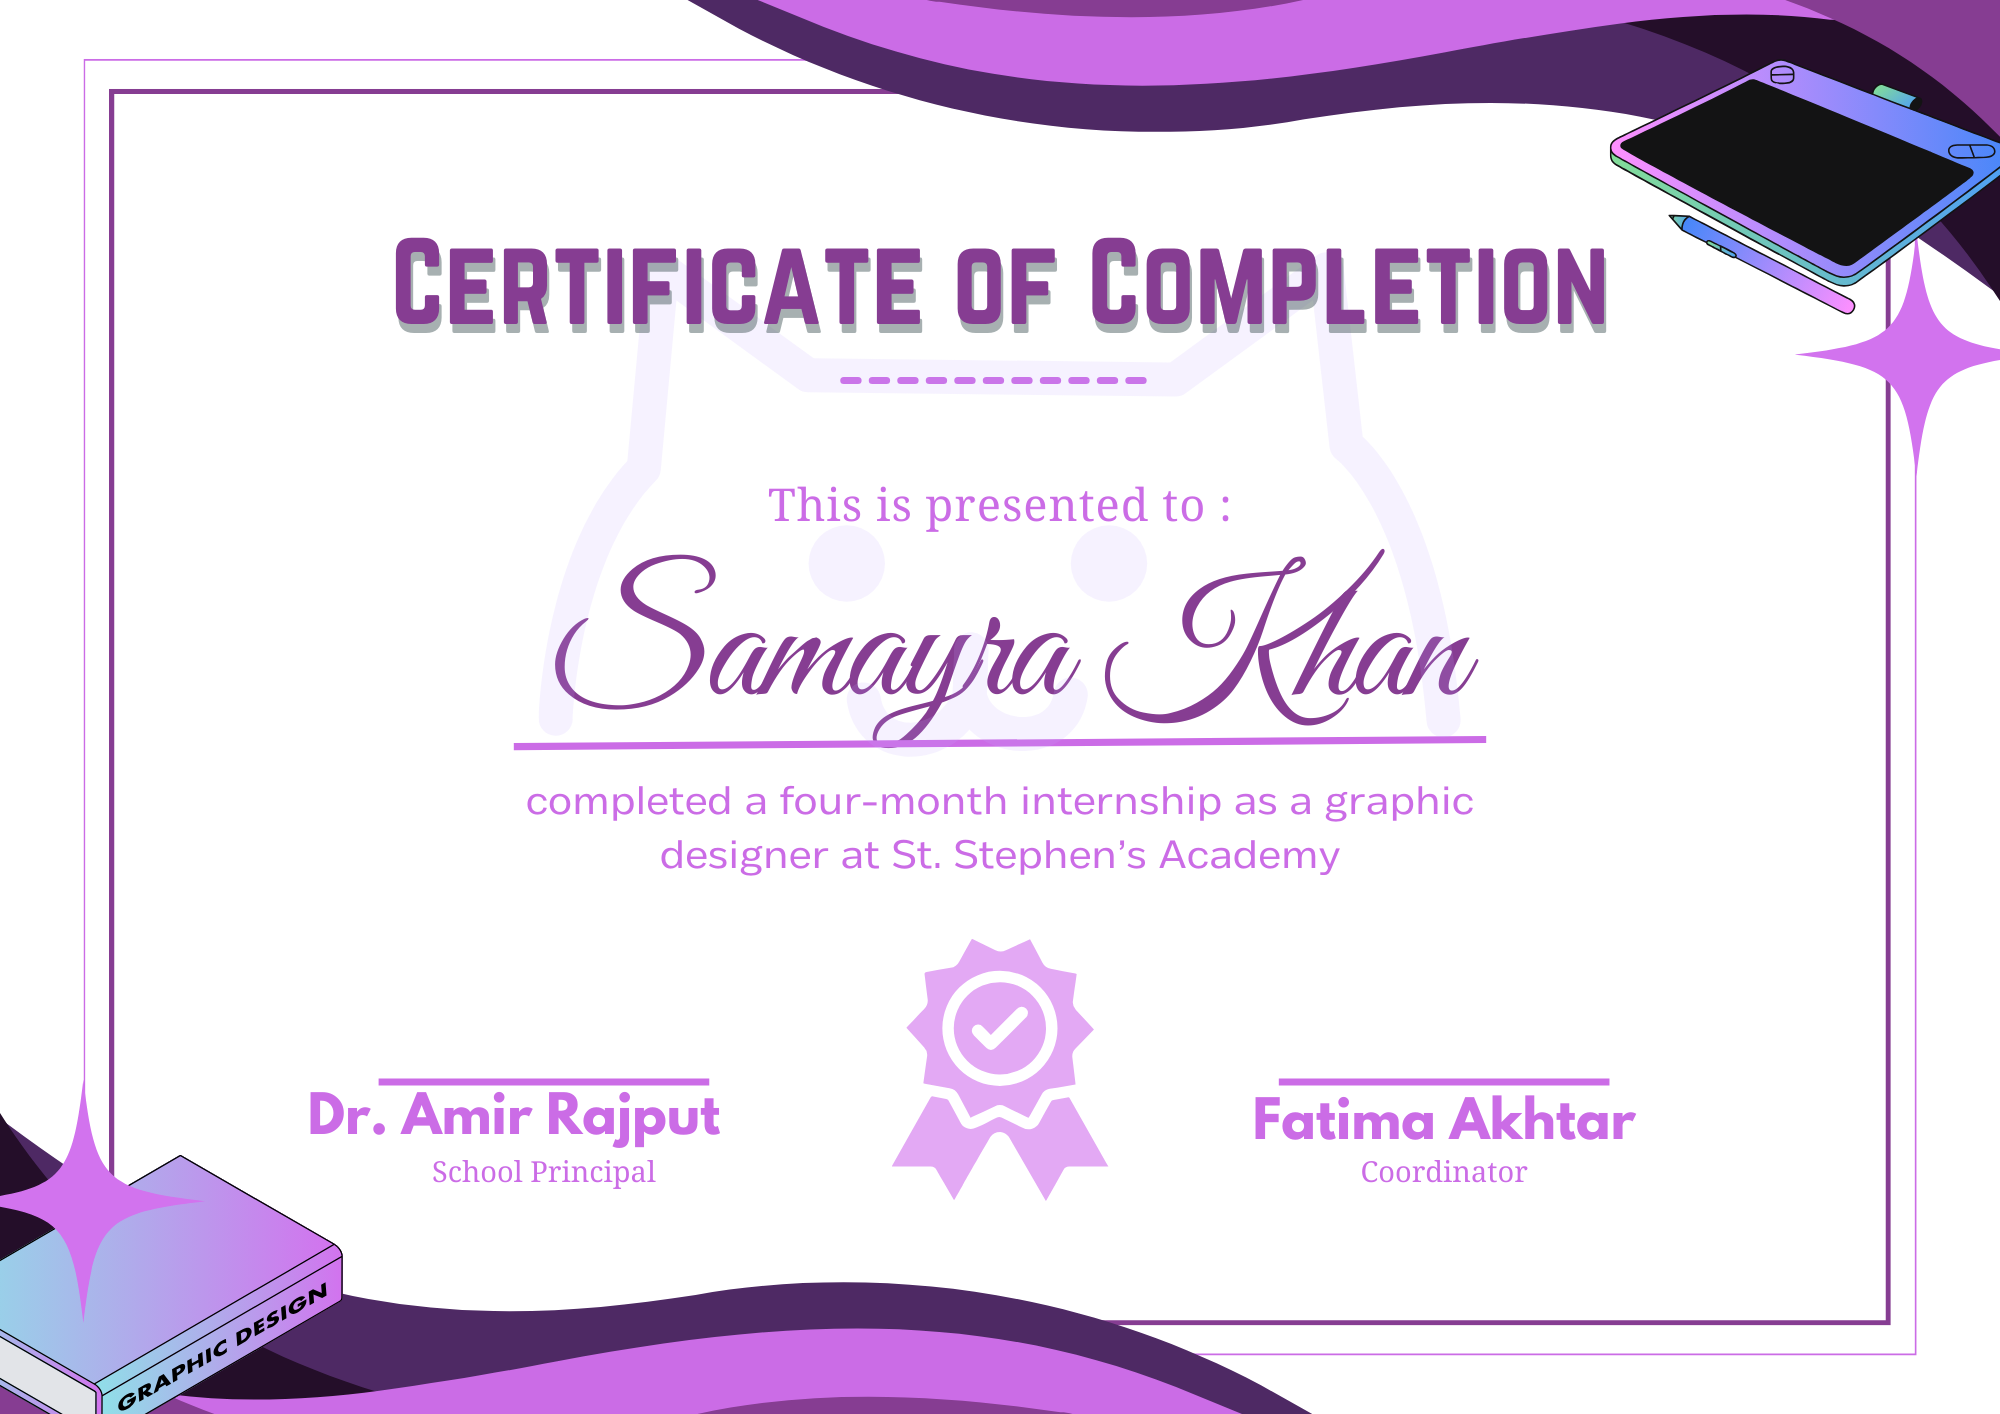 Certificate of Completion
This is presented to :
Samayra Khan
completed a four-month internship as a graphic
designer at St. Stephen’s Academy
Dr. Amir Rajput
School Principal
Fatima Akhtar
Coordinator
GRAPHIC DESIGN